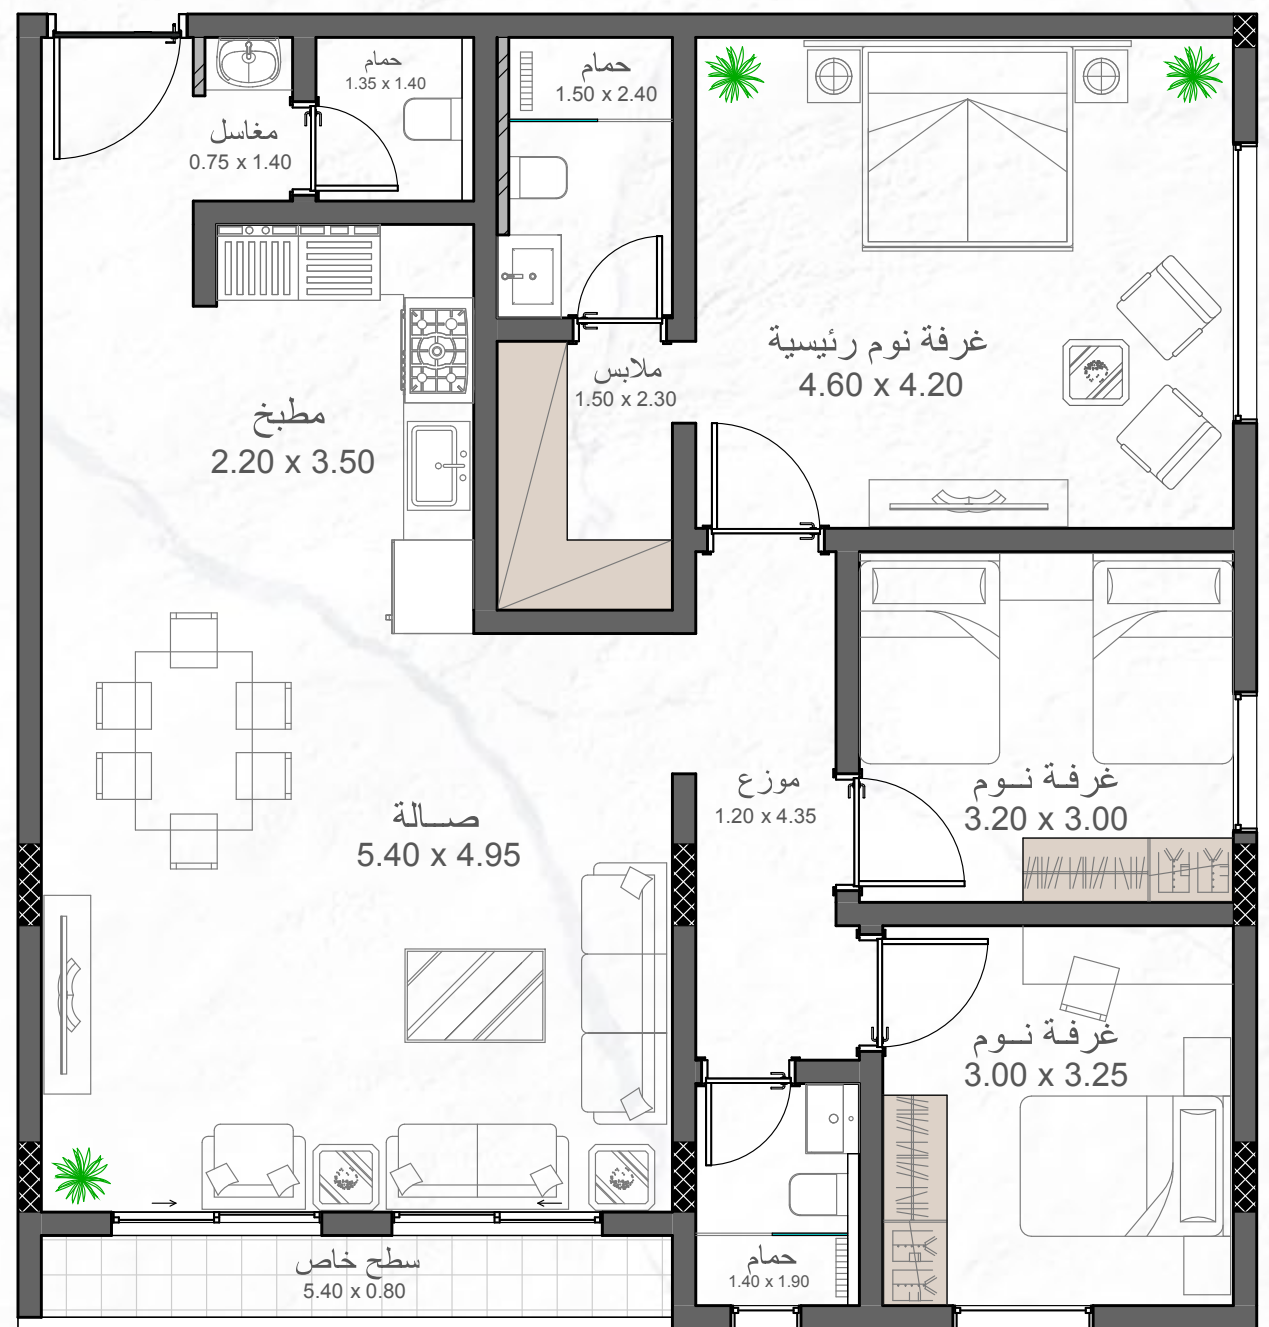 حمام
1.35 x 1.40
حمام
1.50 x 2.40
مغاسل
0.75 x 1.40
غرفة نوم رئيسية
4.60 x 4.20
ملابس
1.50 x 2.30
مطبخ
2.20 x 3.50
غرفة نــوم
3.20 x 3.00
موزع
1.20 x 4.35
صـــالة
5.40 x 4.95
غرفة نــوم
3.00 x 3.25
حمام
1.40 x 1.90
سطح خاص
5.40 x 0.80